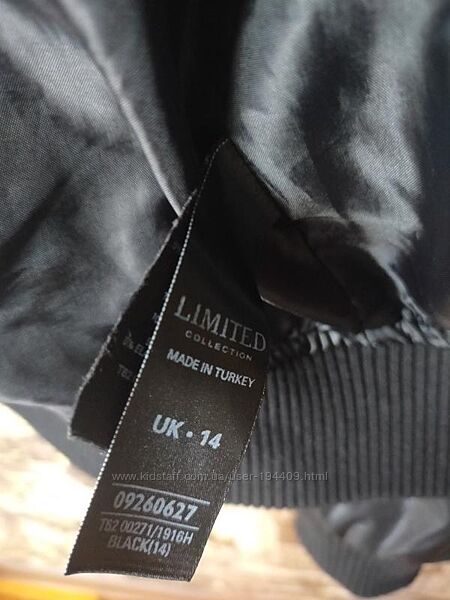 LIMITED
COLLECTION
MADE IN TURKEY
UK • 14
www.kidstaff.com.ua/user-194409.html
09260627
T62 00271/1916H
BLACK(14)